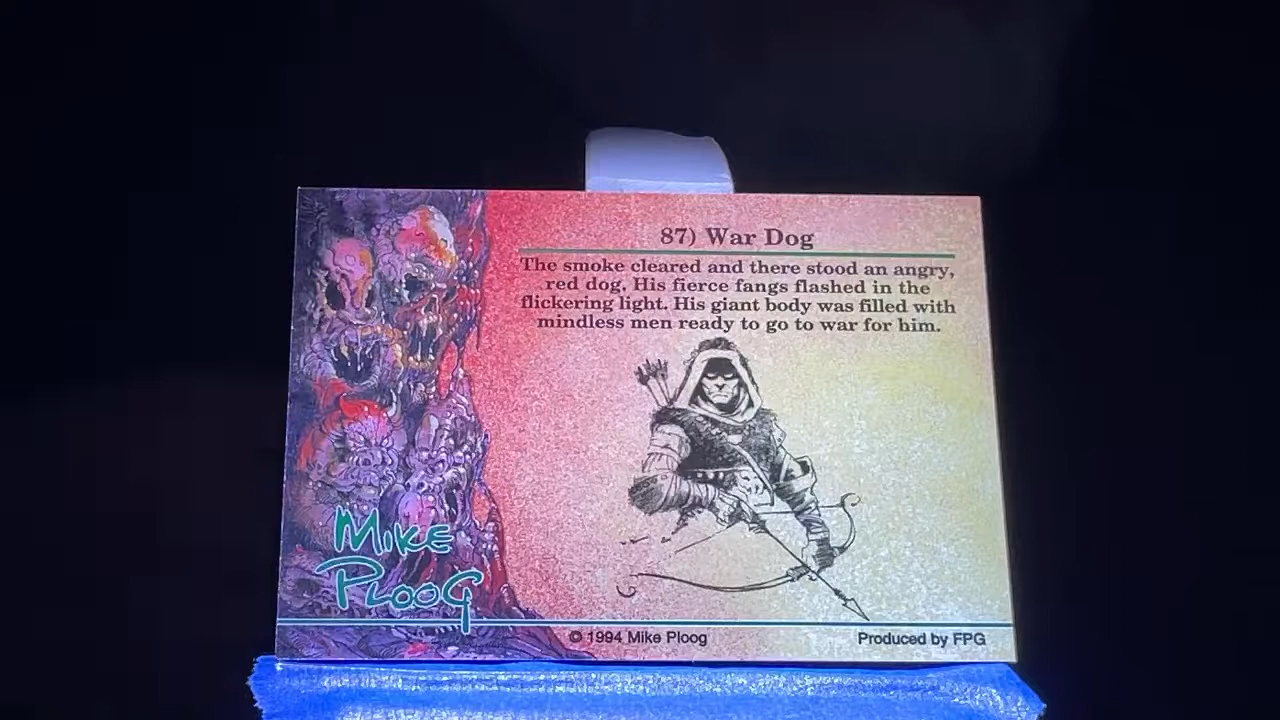 87) War Dog
The smoke cleared and there stood an angry,
red dog. His fierce fangs flashed in the
flickering light. His giant body was filled with
mindless men ready to go to war for him.
MIKE
PLOOG
© 1994 Mike Ploog
Produced by FPG